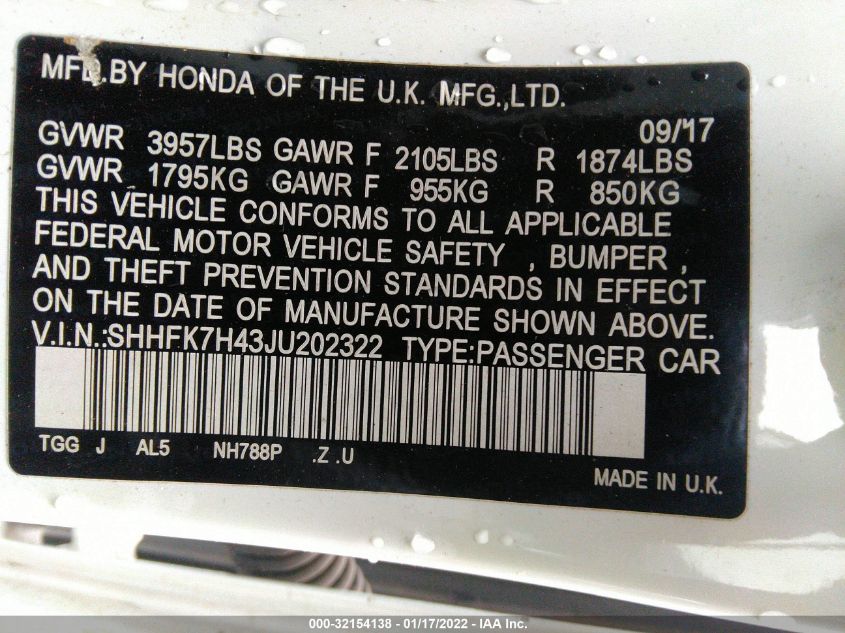 MFD.BY HONDA OF THE U.K. MFG.,LTD.
09/17
GVWR 3957LBS GAWR F 2105LBS R 1874LBS
GVWR 1795KG GAWR F 955KG R 850KG
THIS VEHICLE CONFORMS TO ALL APPLICABLE
FEDERAL MOTOR VEHICLE SAFETY , BUMPER ,
AND THEFT PREVENTION STANDARDS IN EFFECT
ON THE DATE OF MANUFACTURE SHOWN ABOVE.
V.I.N.:SHHFK7H43JU202322 TYPE:PASSENGER CAR
TGG J AL5 NH788P .Z .U
MADE IN U.K.
000-32154138 - 01/17/2022 - IAA Inc.